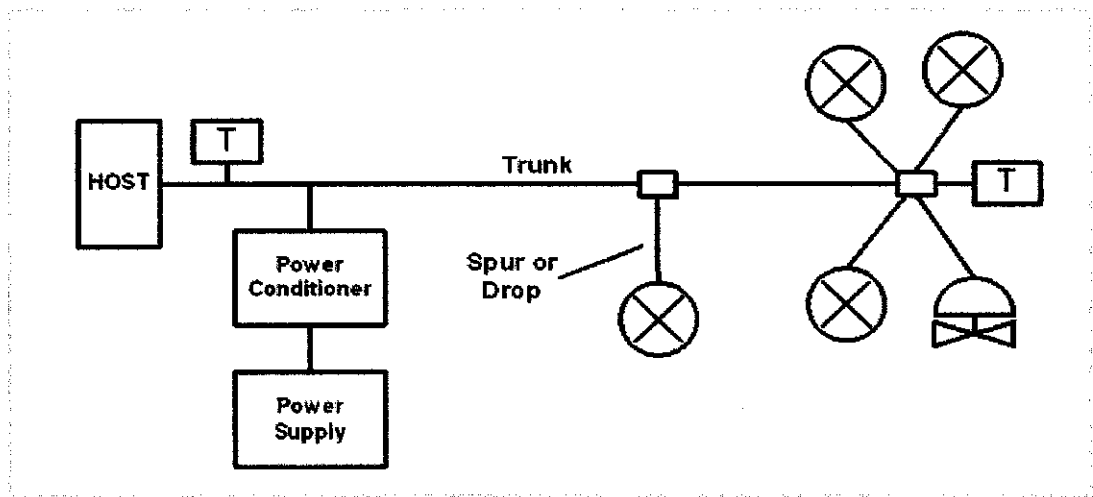 HOST
T
Trunk
T
Power
Conditioner
Spur or
Drop
Power
Supply